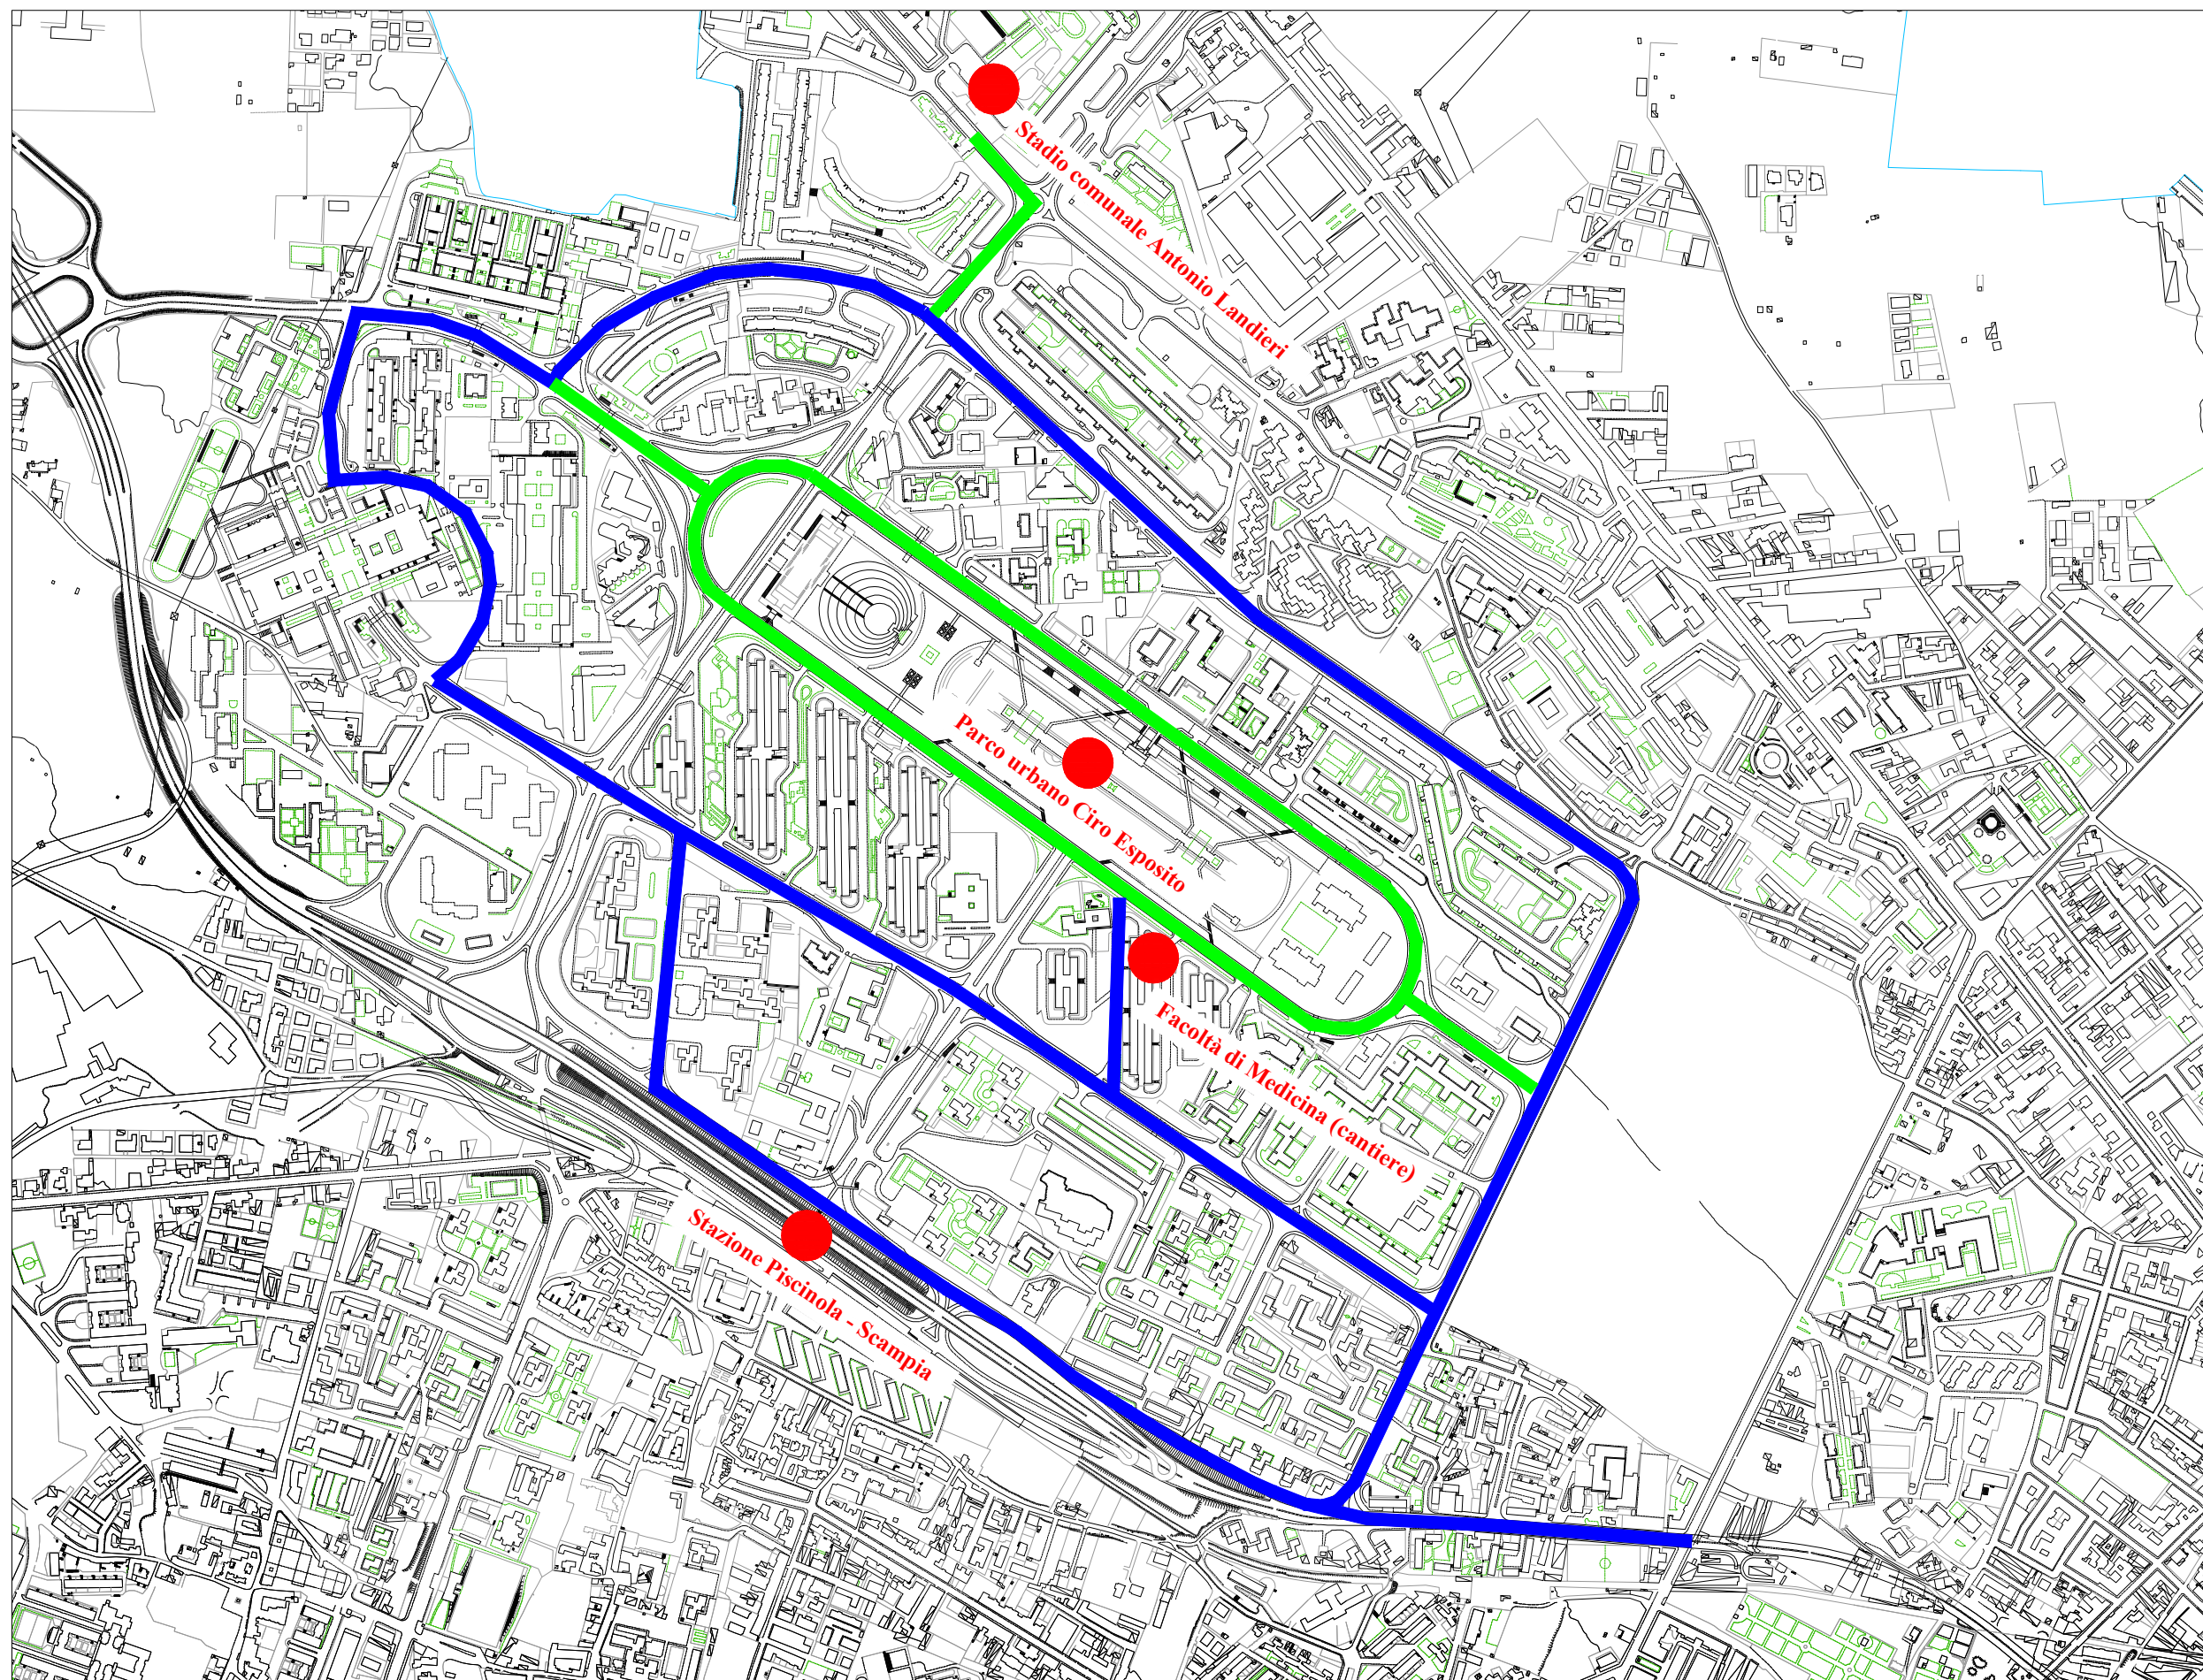 Stadio comunale Antonio Landieri
Parco urbano Ciro Esposito
Facoltà di Medicina (cantiere)
Stazione Piscinola - Scampia